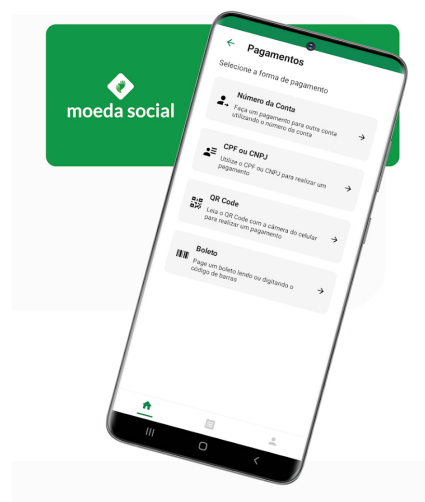 moeda social
Pagamentos
Selecione a forma de pagamento
Número da Conta
Faça um pagamento para outra conta
utilizando o número da conta
CPF ou CNPJ
Utilize o CPF ou CNPJ para realizar um
pagamento
QR Code
Leia o QR Code com a câmera do celular
para realizar um pagamento
Boleto
Pague um boleto lendo ou digitando o
código de barras